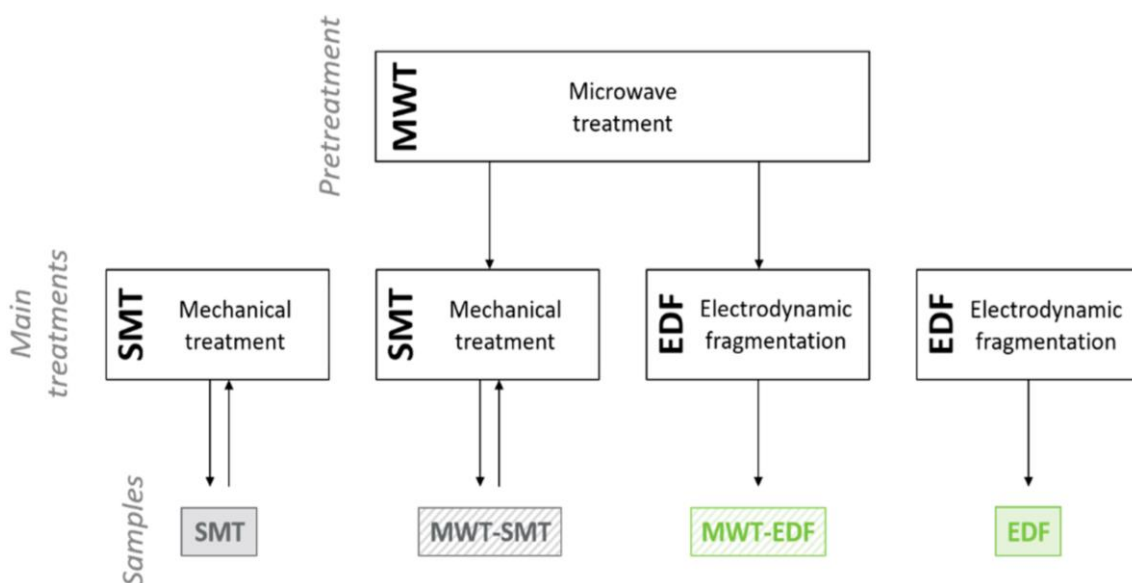 Pretreatment
MWT
Microwave
treatment
Main
treatments
SMT
Mechanical
treatment
SMT
Mechanical
treatment
EDF
Electrodynamic
fragmentation
EDF
Electrodynamic
fragmentation
Samples
SMT
MWT-SMT
MWT-EDF
EDF